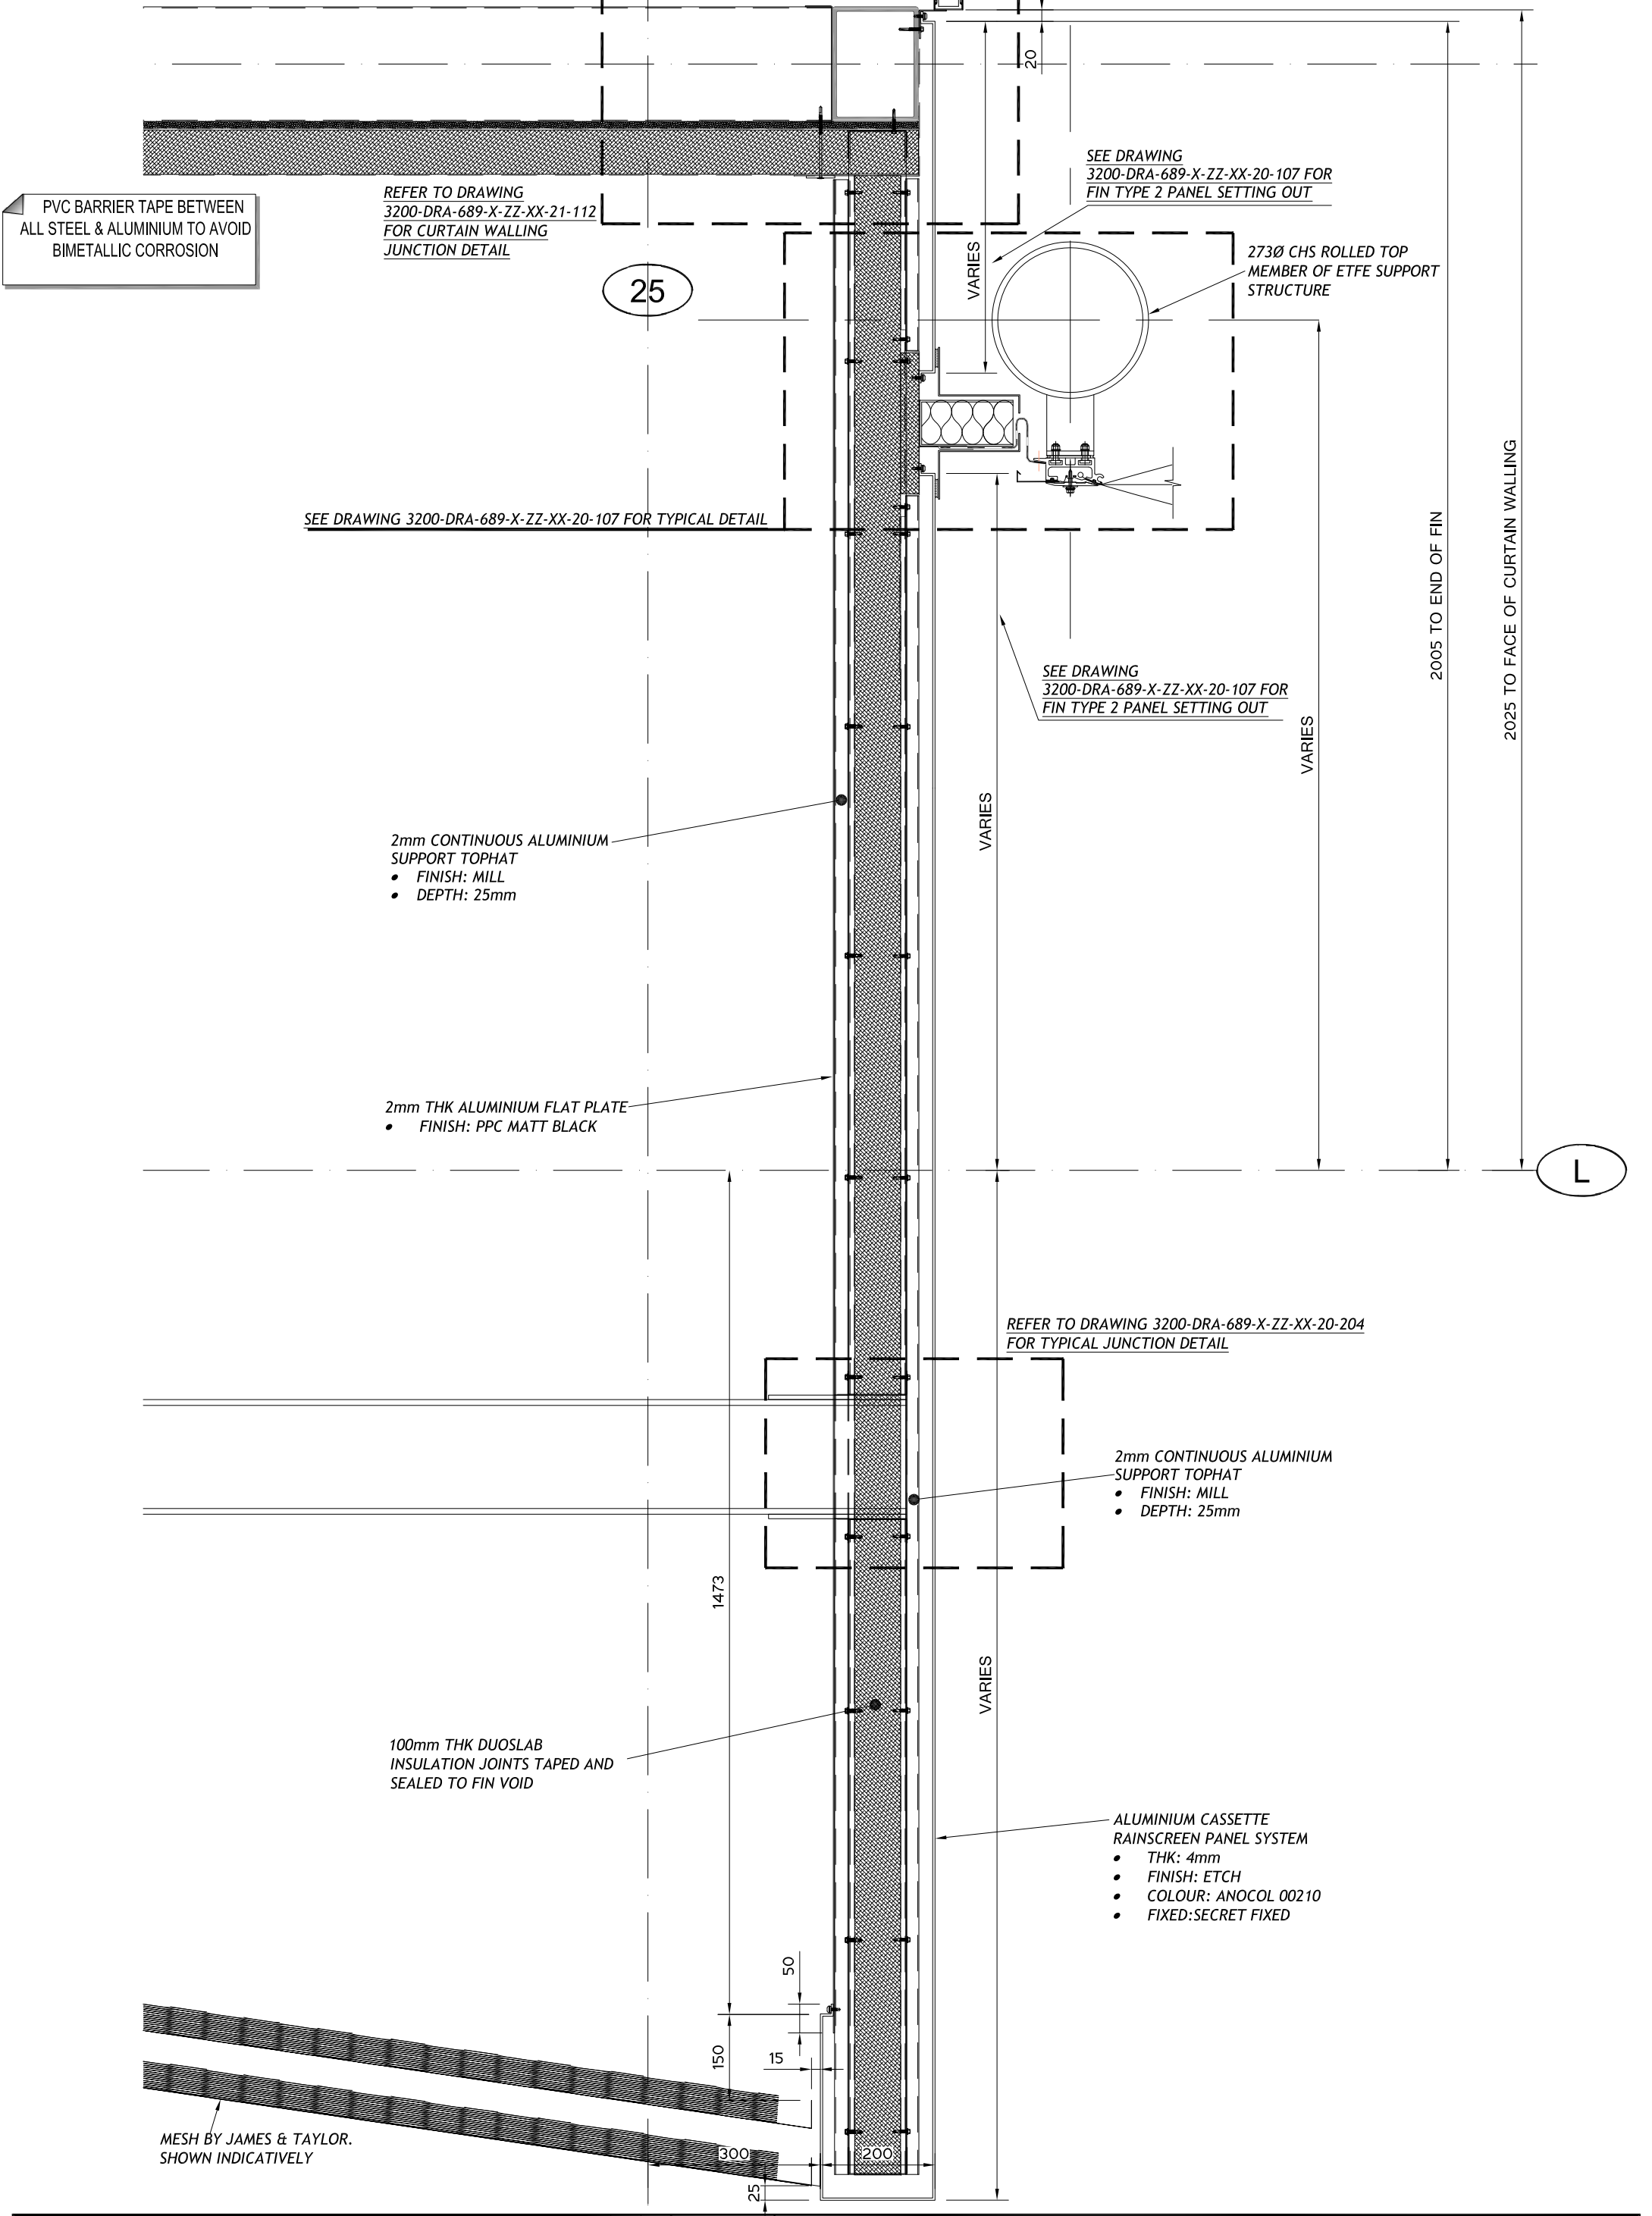 20
SEE DRAWING
3200-DRA-689-X-ZZ-XX-20-107 FOR
FIN TYPE 2 PANEL SETTING OUT
PVC BARRIER TAPE BETWEEN
ALL STEEL & ALUMINIUM TO AVOID
BIMETALLIC CORROSION
REFER TO DRAWING
3200-DRA-689-X-ZZ-XX-21-112
FOR CURTAIN WALLING
JUNCTION DETAIL
25
VARIES
273Ø CHS ROLLED TOP
MEMBER OF ETFE SUPPORT
STRUCTURE
SEE DRAWING 3200-DRA-689-X-ZZ-XX-20-107 FOR TYPICAL DETAIL
2005 TO END OF FIN
2025 TO FACE OF CURTAIN WALLING
SEE DRAWING
3200-DRA-689-X-ZZ-XX-20-107 FOR
FIN TYPE 2 PANEL SETTING OUT
VARIES
VARIES
2mm CONTINUOUS ALUMINIUM
SUPPORT TOPHAT
• FINISH: MILL
• DEPTH: 25mm
2mm THK ALUMINIUM FLAT PLATE
• FINISH: PPC MATT BLACK
L
REFER TO DRAWING 3200-DRA-689-X-ZZ-XX-20-204
FOR TYPICAL JUNCTION DETAIL
2mm CONTINUOUS ALUMINIUM
SUPPORT TOPHAT
• FINISH: MILL
• DEPTH: 25mm
1473
VARIES
100mm THK DUOSLAB
INSULATION JOINTS TAPED AND
SEALED TO FIN VOID
ALUMINIUM CASSETTE
RAINSCREEN PANEL SYSTEM
• THK: 4mm
• FINISH: ETCH
• COLOUR: ANOCOL 00210
• FIXED:SECRET FIXED
50
150
15
MESH BY JAMES & TAYLOR.
SHOWN INDICATIVELY
300
200
25